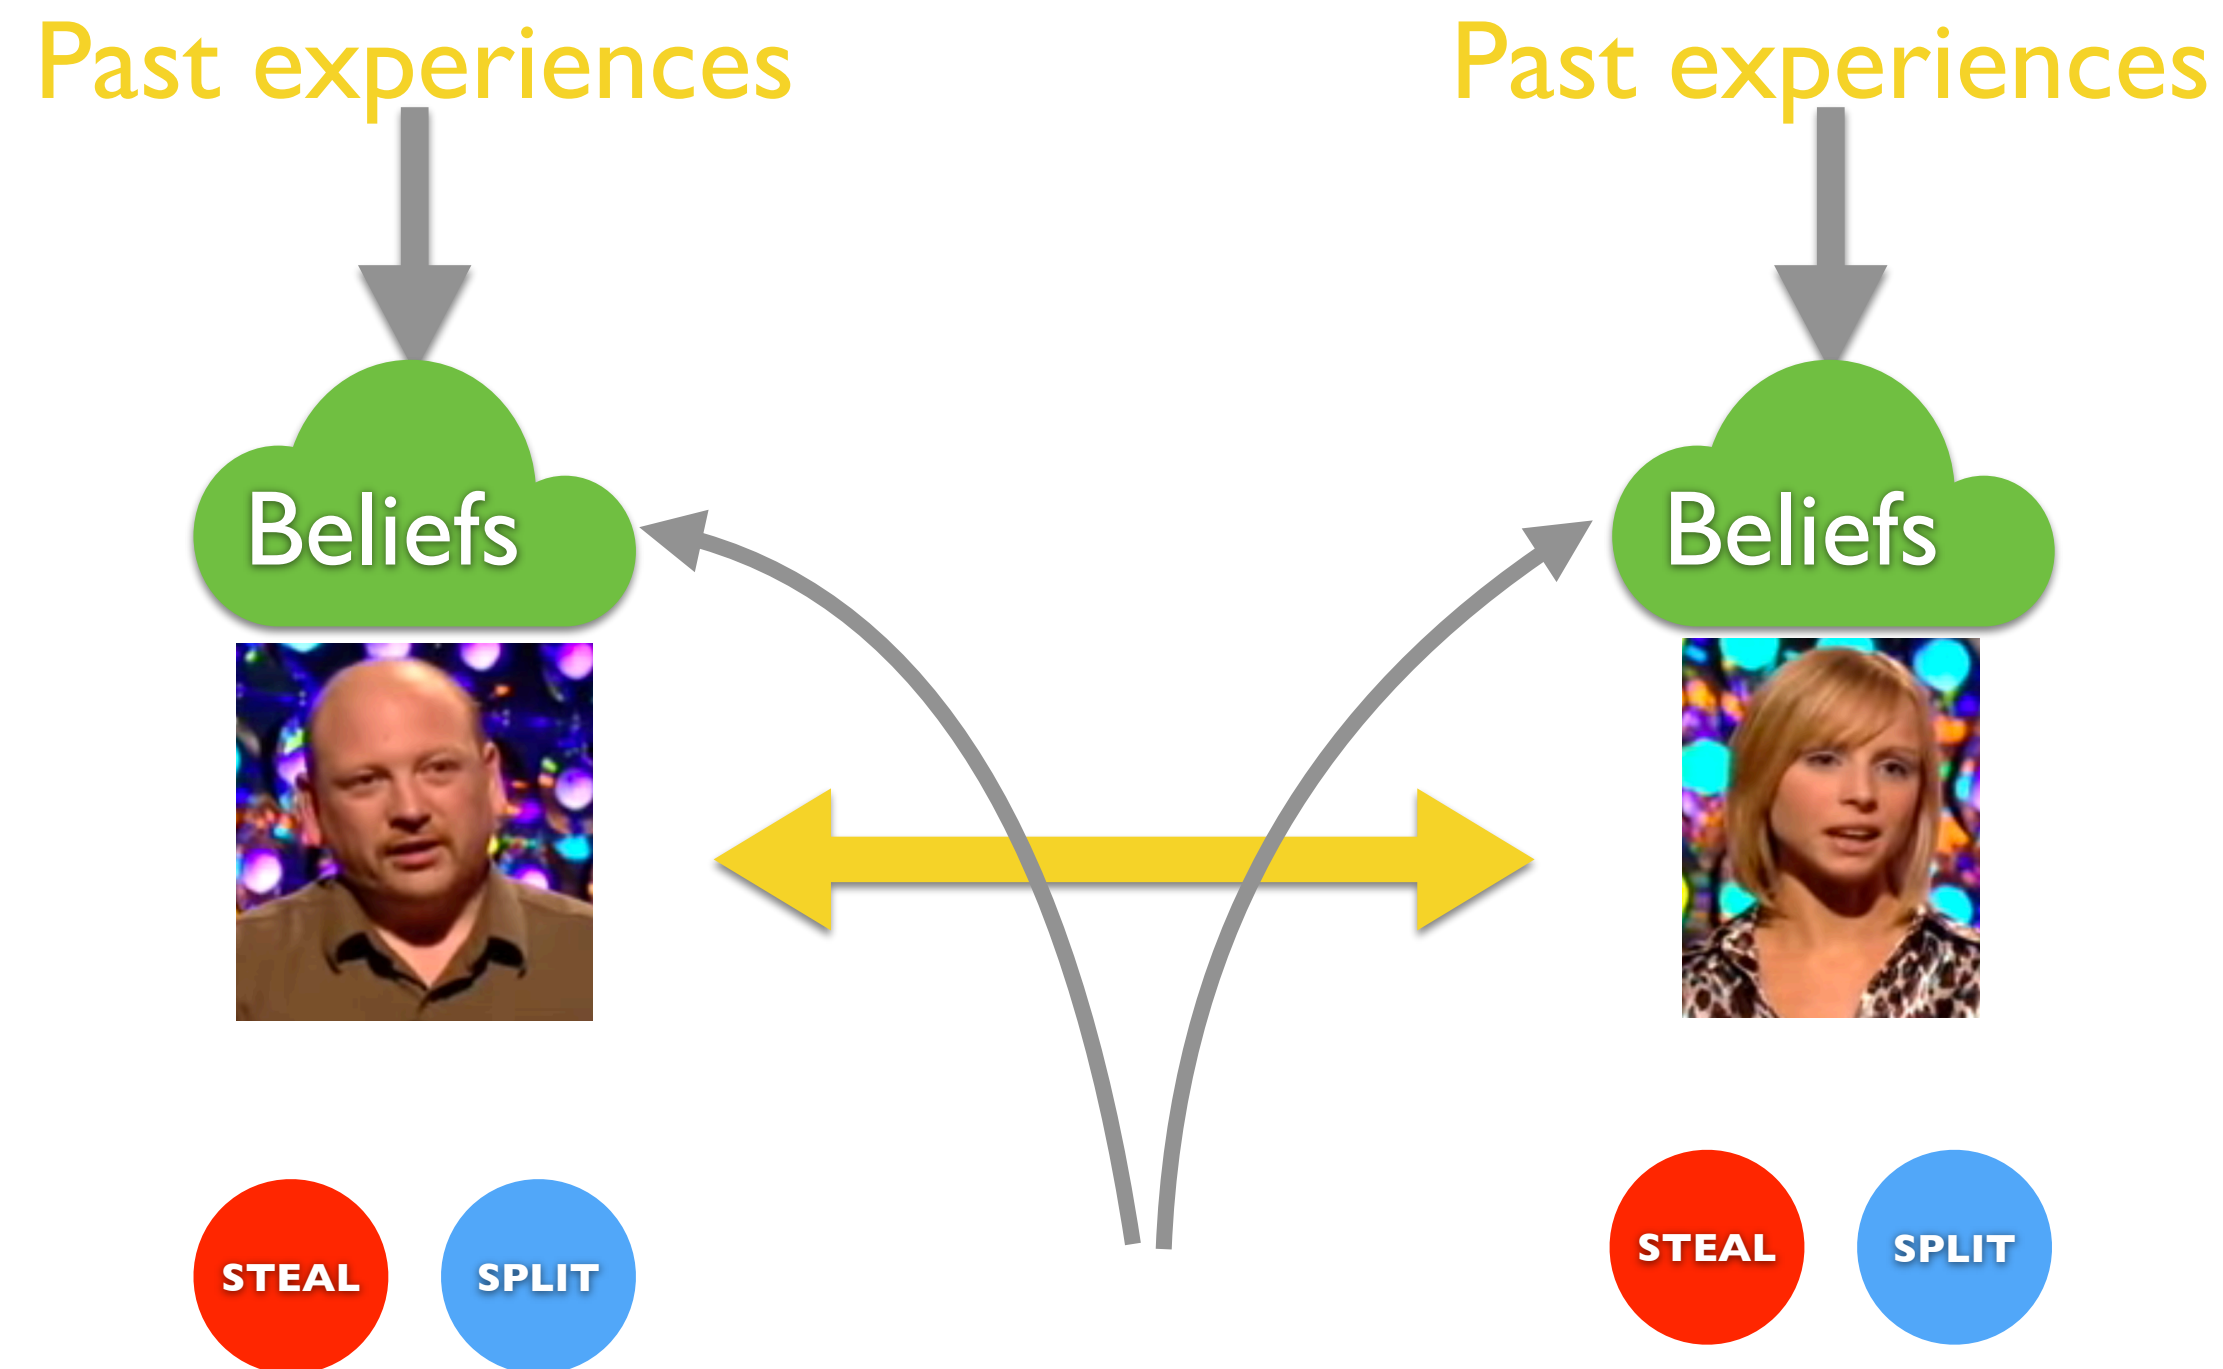 Past experiences
Past experiences
Beliefs
Beliefs
STEAL
SPLIT
STEAL
SPLIT